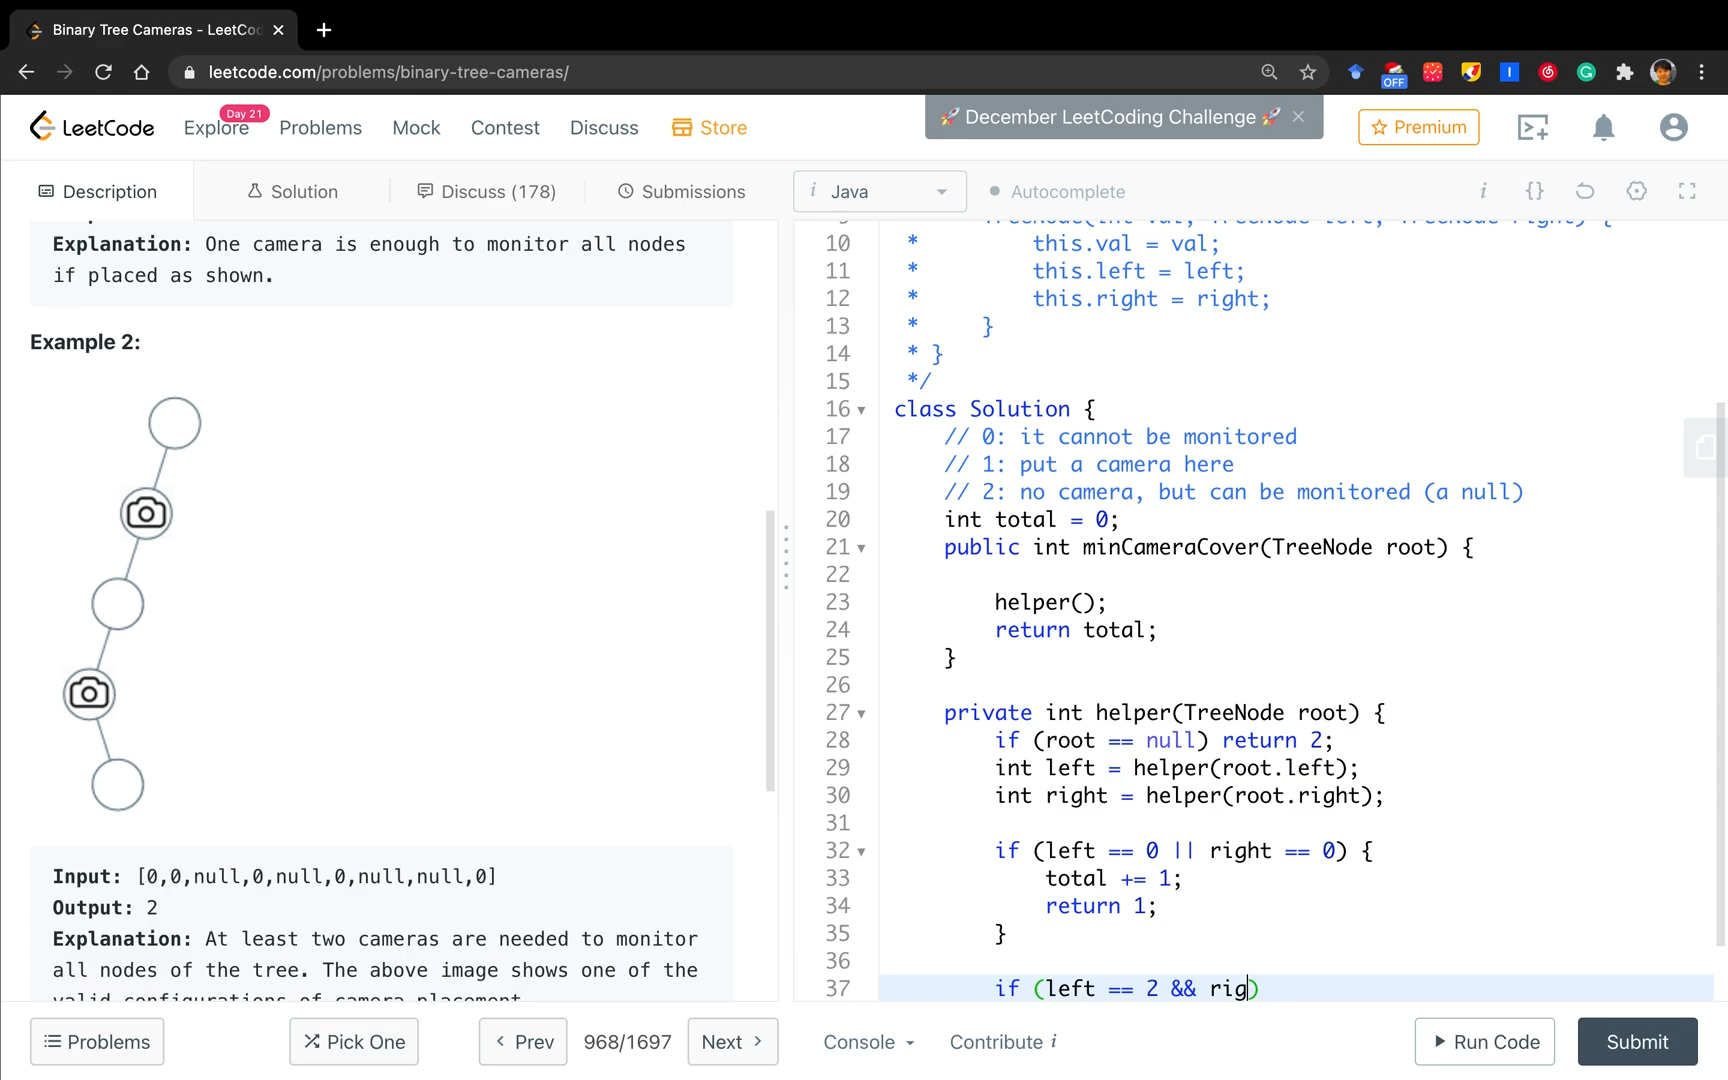 Binary Tree Cameras - LeetCod
leetcode.com/problems/binary-tree-cameras/
OFF
LeetCode
Explore
Day 21
Problems
Mock
Contest
Discuss
Store
🚀 December LeetCoding Challenge 🚀
Premium
Description
Solution
Discuss (178)
Submissions
i Java
Autocomplete
Explanation: One camera is enough to monitor all nodes
if placed as shown.
Example 2:
Input: [0,0,null,0,null,0,null,null,0]
Output: 2
Explanation: At least two cameras are needed to monitor
all nodes of the tree. The above image shows one of the
valid configurations of camera placement.
9 * TreeNode(int val, TreeNode left, TreeNode right) {
10 * this.val = val;
11 * this.left = left;
12 * this.right = right;
13 * }
14 * }
15 */
16 class Solution {
17 // 0: it cannot be monitored
18 // 1: put a camera here
19 // 2: no camera, but can be monitored (a null)
20 int total = 0;
21 public int minCameraCover(TreeNode root) {
22
23 helper();
24 return total;
25 }
26
27 private int helper(TreeNode root) {
28 if (root == null) return 2;
29 int left = helper(root.left);
30 int right = helper(root.right);
31
32 if (left == 0 || right == 0) {
33 total += 1;
34 return 1;
35 }
36
37 if (left == 2 && rig)
Problems
Pick One
Prev
968/1697
Next
Console
Contribute i
Run Code
Submit